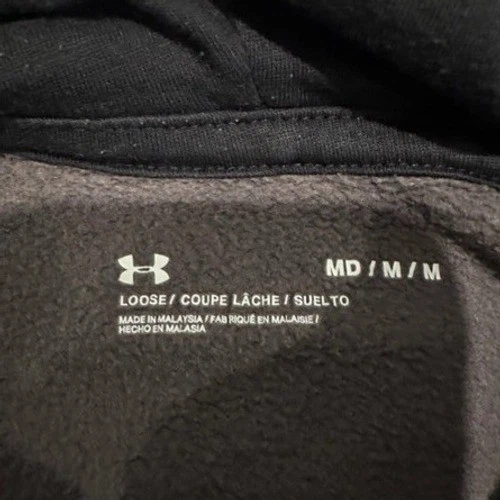 MD / M / M
LOOSE / COUPE LÂCHE / SUELTO
MADE IN MALAYSIA / FABRIQUÉ EN MALAISIE /
HECHO EN MALASIA